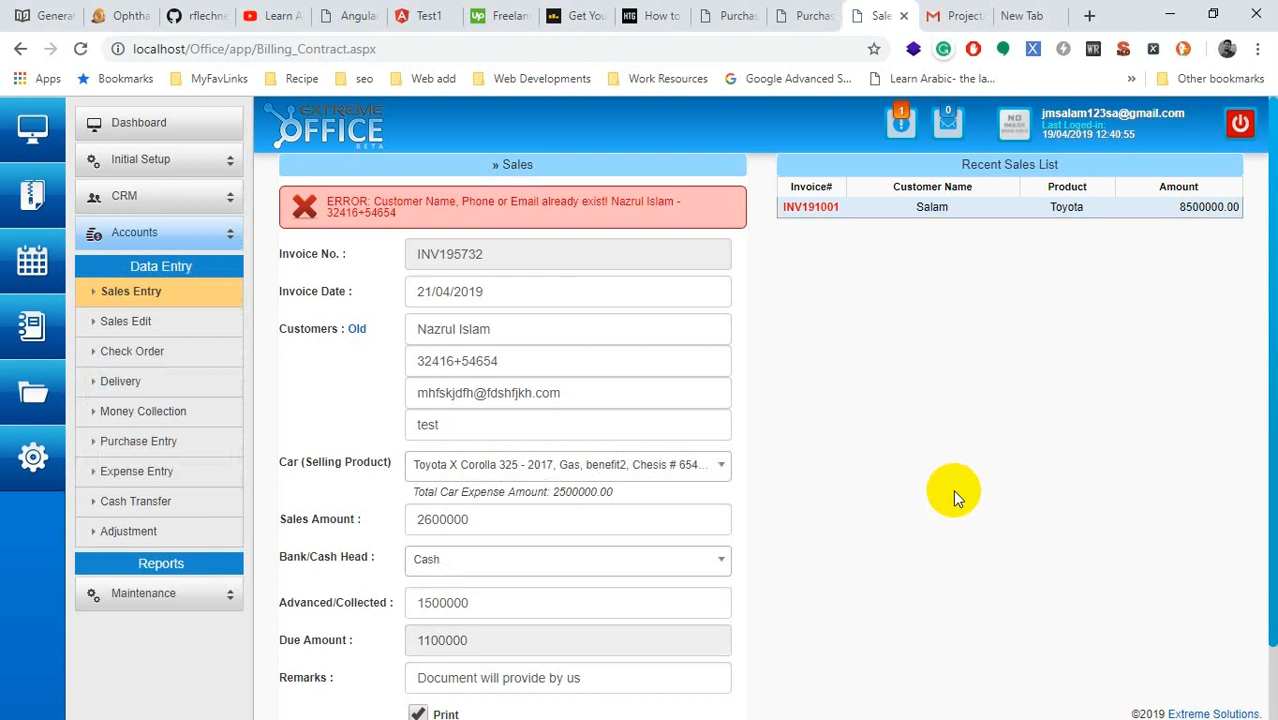 Genera
Ophtha
rflechne
Learn A
Angula
Test1
Freelan
Get You
How to
Purchas
Purcha
Sale
Project
New Tab
localhost/Office/app/Billing_Contract.aspx
Apps
Bookmarks
MyFavLinks
Recipe
seo
Web add
Web Developments
Work Resources
Google Advanced S...
Learn Arabic- the la...
»
Other bookmarks
EXTREME
OFFICE
BETA
1
0
NO
IMAGE
AVAILABLE
jmsalam123sa@gmail.com
Last Loged-in:
19/04/2019 12:40:55
Dashboard
Initial Setup
CRM
Accounts
Data Entry
Sales Entry
Sales Edit
Check Order
Delivery
Money Collection
Purchase Entry
Expense Entry
Cash Transfer
Adjustment
Reports
Maintenance
» Sales
ERROR: Customer Name, Phone or Email already exist! Nazrul Islam -
32416+54654
Invoice No. : INV195732
Invoice Date : 21/04/2019
Customers : Old Nazrul Islam
32416+54654
mhfskjdfh@fdshfjkh.com
test
Car (Selling Product) Toyota X Corolla 325 - 2017, Gas, benefit2, Chesis # 654...
Total Car Expense Amount: 2500000.00
Sales Amount : 2600000
Bank/Cash Head : Cash
Advanced/Collected : 1500000
Due Amount : 1100000
Remarks : Document will provide by us
Print
Recent Sales List
Invoice# Customer Name Product Amount
INV191001 Salam Toyota 8500000.00
©2019 Extreme Solutions.